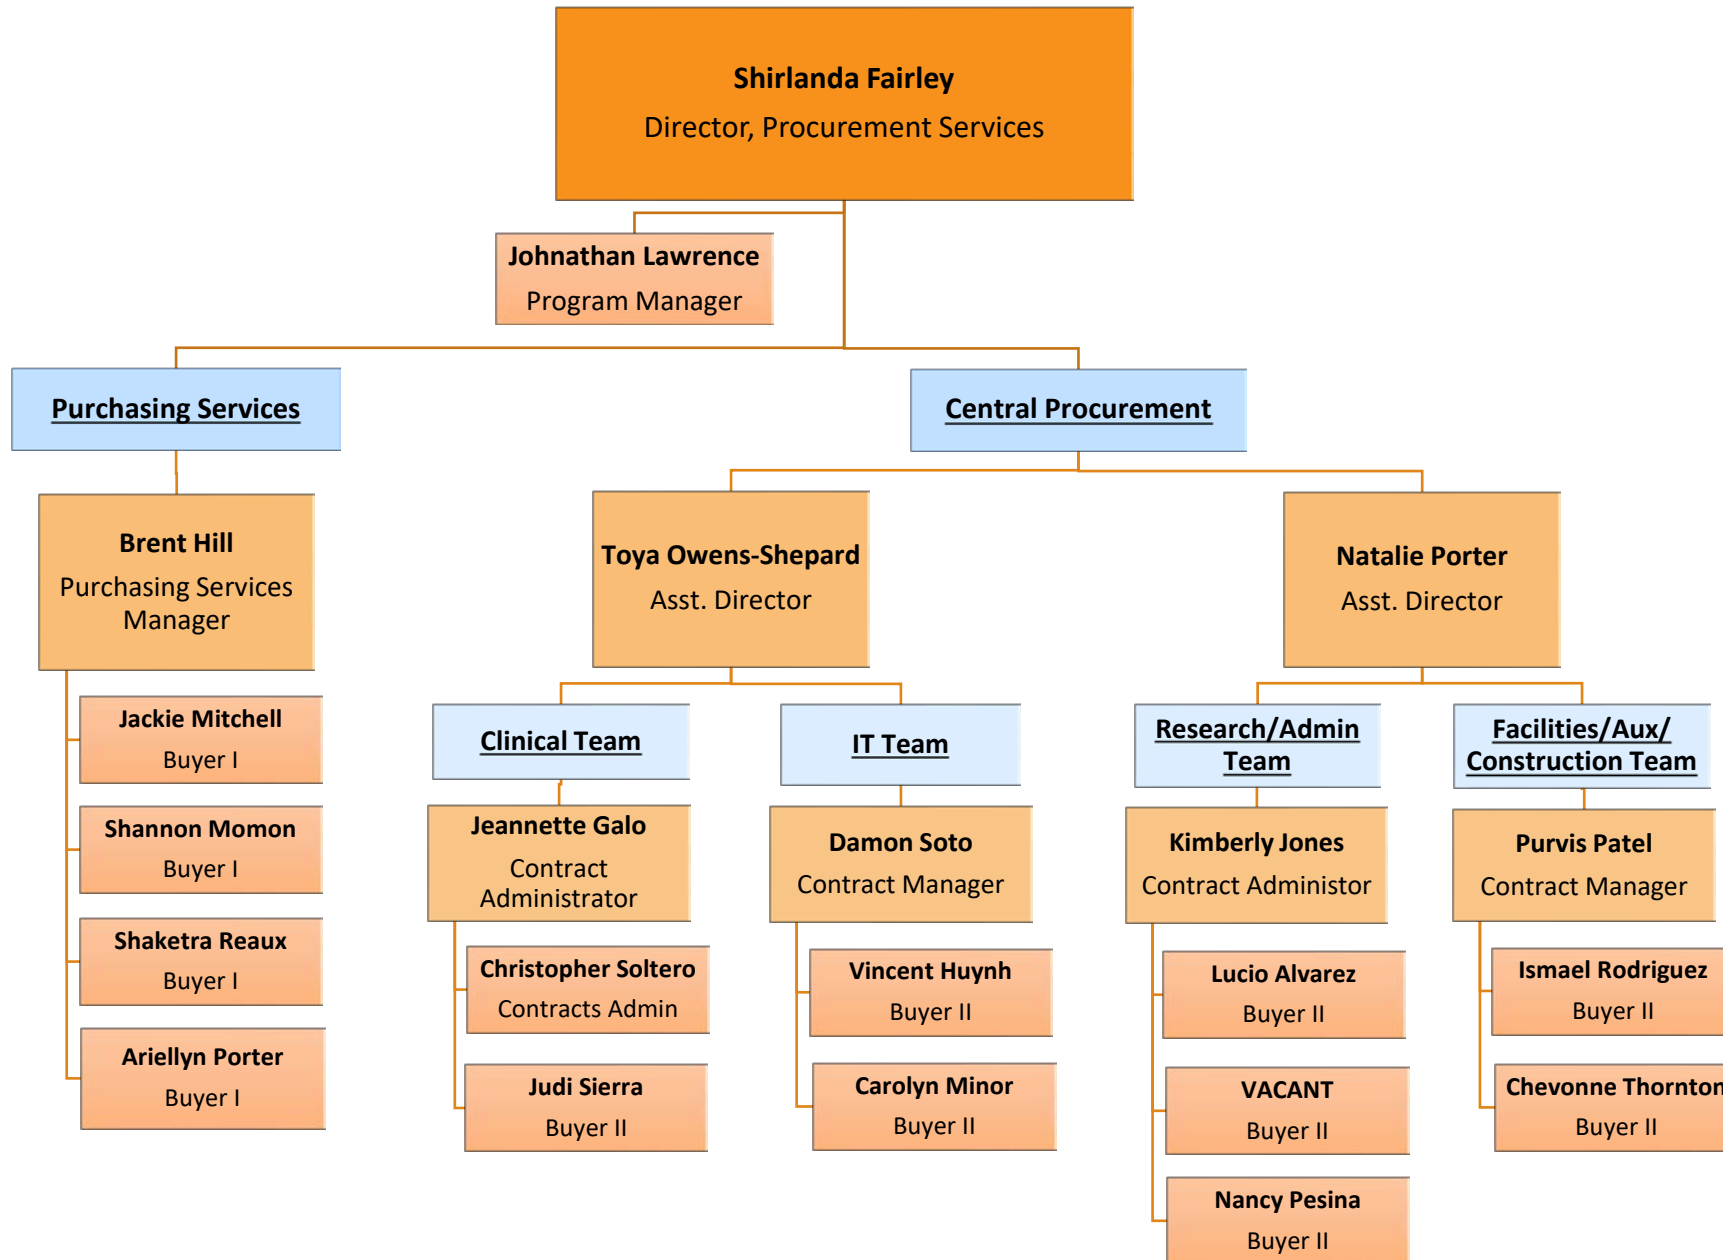 Shirlanda Fairley
Director, Procurement Services
Johnathan Lawrence
Program Manager
Purchasing Services
Central Procurement
Brent Hill
Purchasing Services
Manager
Toya Owens-Shepard
Asst. Director
Natalie Porter
Asst. Director
Jackie Mitchell
Buyer I
Shannon Momon
Buyer I
Shaketra Reaux
Buyer I
Ariellyn Porter
Buyer I
Clinical Team
Jeannette Galo
Contract
Administrator
Christopher Soltero
Contracts Admin
Judi Sierra
Buyer II
IT Team
Damon Soto
Contract Manager
Vincent Huynh
Buyer II
Carolyn Minor
Buyer II
Research/Admin
Team
Kimberly Jones
Contract Administor
Lucio Alvarez
Buyer II
VACANT
Buyer II
Nancy Pesina
Buyer II
Facilities/Aux/
Construction Team
Purvis Patel
Contract Manager
Ismael Rodriguez
Buyer II
Chevonne Thornton
Buyer II